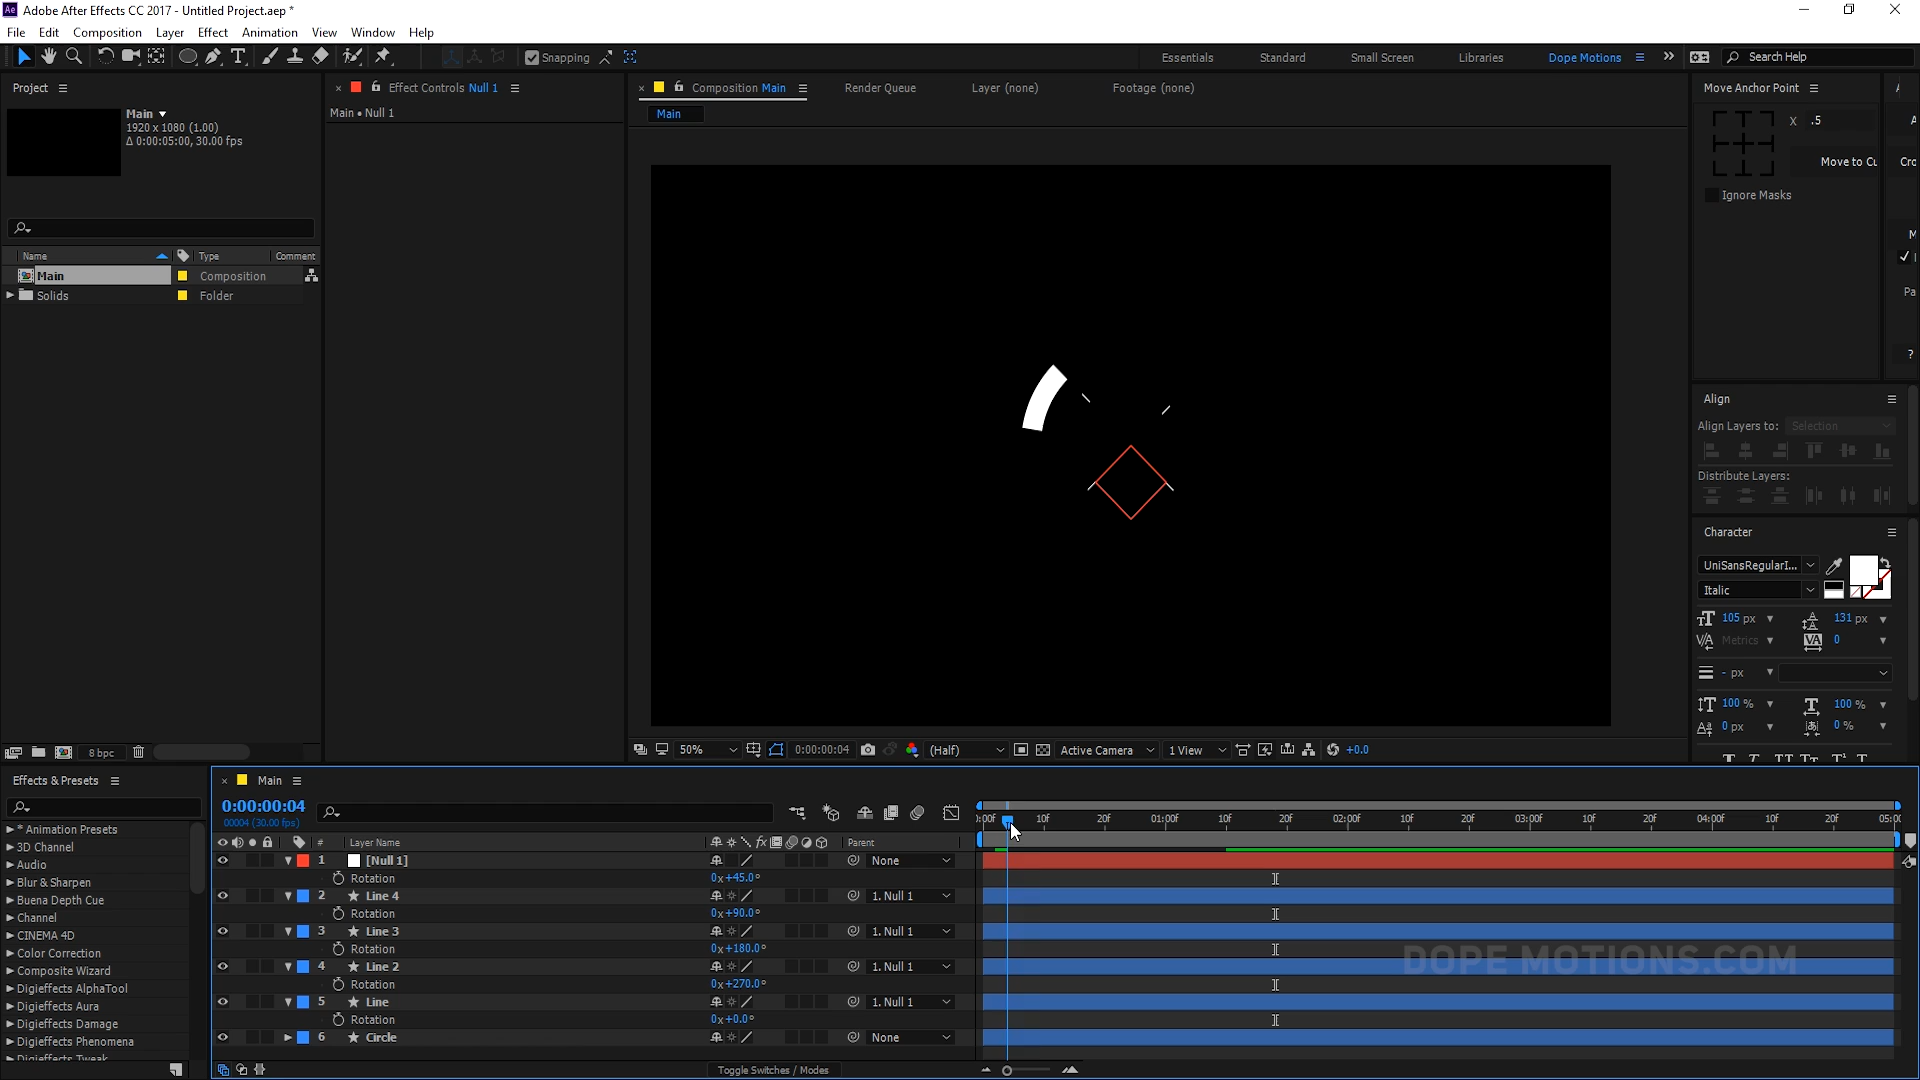 Adobe After Effects CC 2017 - Untitled Project.aep *
File Edit Composition Layer Effect Animation View Window Help
Snapping Essentials Standard Small Screen Libraries Dope Motions Search Help
Project Effect Controls Null 1 Composition Main Render Queue Layer (none) Footage (none) Move Anchor Point
Main • Null 1 Main
Main
1920 x 1080 (1.00)
Δ 0:00:05:00, 30.00 fps
X .5
Move to Cu Cro
Ignore Masks
Name Type Comment
Main Composition
Solids Folder
Pa
?
Align
Align Layers to: Selection
Distribute Layers:
Character
UniSansRegularI...
Italic
105 px 131 px
Metrics 0
- px
100 % 100 %
0 px 0 %
8 bpc 50% 0:00:00:04 (Half) Active Camera 1 View +0.0
Effects & Presets Main
0:00:00:04
00004 (30.00 fps)
:00F 10F 20F 01:00F 10F 20F 02:00F 10F 20F 03:00F 10F 20F 04:00F 10F 20F 05:0
# Layer Name Parent
1 [Null 1] None
Rotation 0x+45.0°
2 Line 4 1. Null 1
Rotation 0x+90.0°
3 Line 3 1. Null 1
Rotation 0x+180.0°
4 Line 2 1. Null 1
Rotation 0x+270.0°
5 Line 1. Null 1
Rotation 0x+0.0°
6 Circle None
Toggle Switches / Modes
* Animation Presets
3D Channel
Audio
Blur & Sharpen
Buena Depth Cue
Channel
CINEMA 4D
Color Correction
Composite Wizard
Digieffects AlphaTool
Digieffects Aura
Digieffects Damage
Digieffects Phenomena
Digieffects Tweak
DOPE MOTIONS.COM